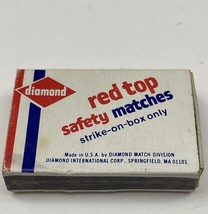 diamond
red top
safety matches
strike-on-box only
Made in U.S.A. by DIAMOND MATCH DIVISION
DIAMOND INTERNATIONAL CORP., SPRINGFIELD, MA 01101